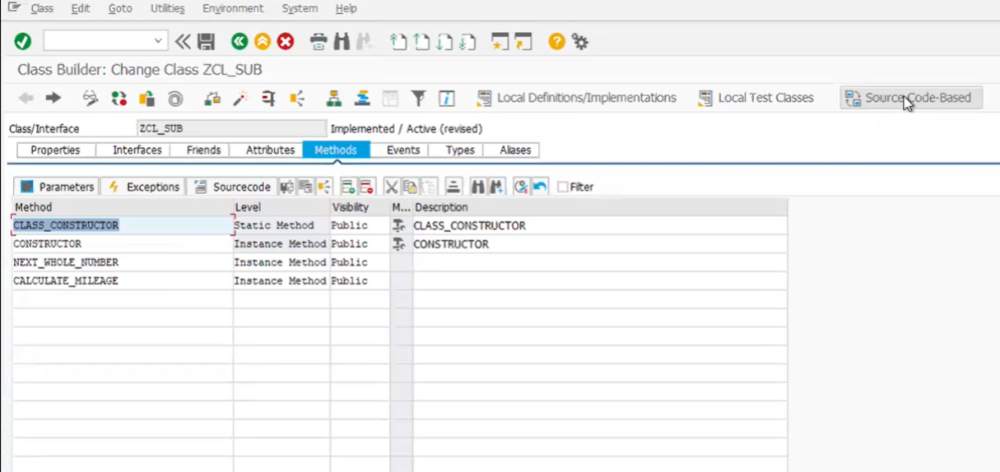 Class Edit Goto Utilities Environment System Help
Class Builder: Change Class ZCL_SUB
Local Definitions/Implementations Local Test Classes Source Code-Based
Class/Interface ZCL_SUB Implemented / Active (revised)
Properties Interfaces Friends Attributes Methods Events Types Aliases
Parameters Exceptions Sourcecode Filter
Method Level Visibility M... Description
CLASS_CONSTRUCTOR Static Method Public CLASS_CONSTRUCTOR
CONSTRUCTOR Instance Method Public CONSTRUCTOR
NEXT_WHOLE_NUMBER Instance Method Public
CALCULATE_MILEAGE Instance Method Public